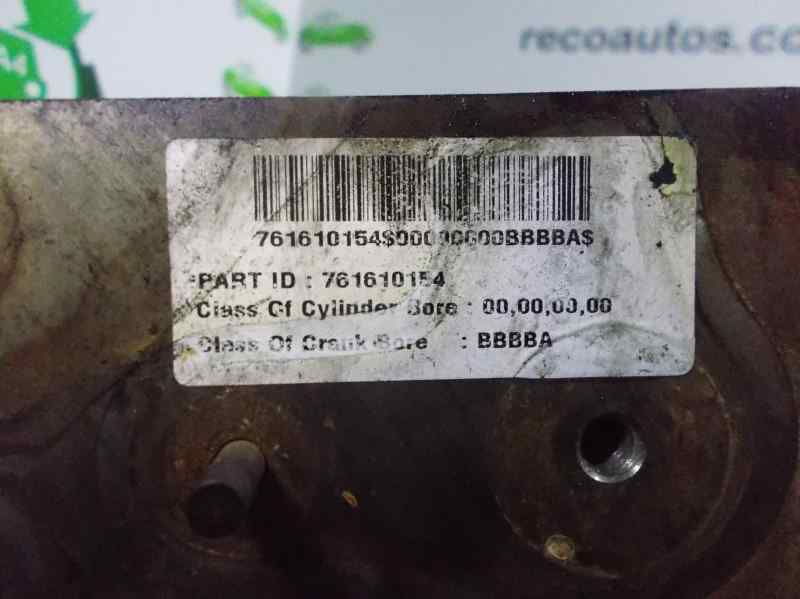 recoautos.co
761610154$00000000BBBBA$
PART ID : 761610154
Class Of Cylinder Bore : 00,00,00,00
Class Of Crank Bore : BBBBA